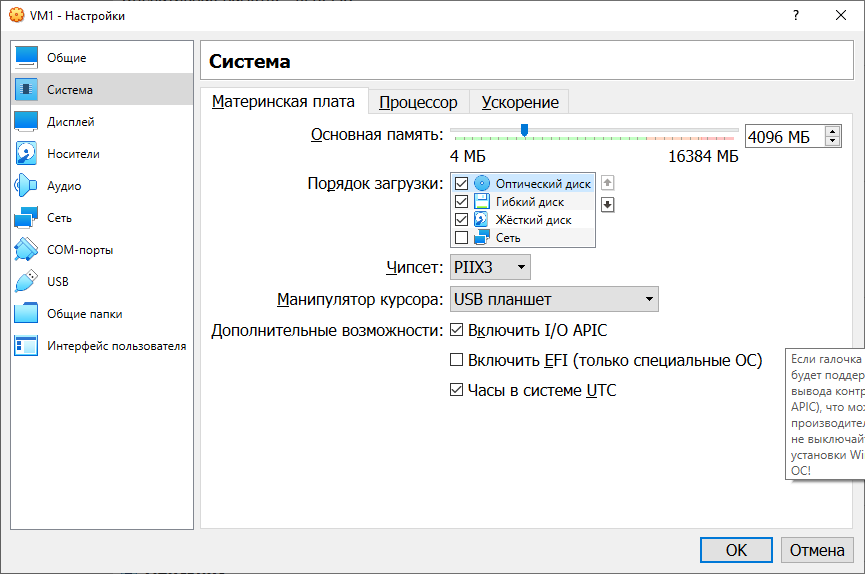 VM1 - Настройки
?
Общие
Система
Дисплей
Носители
Аудио
Сеть
COM-порты
USB
Общие папки
Интерфейс пользователя
Система
Материнская плата Процессор Ускорение
Основная память: 4096 МБ
4 МБ 16384 МБ
Порядок загрузки: Оптический диск
Гибкий диск
Жёсткий диск
Сеть
Чипсет: PIIX3
Манипулятор курсора: USB планшет
Дополнительные возможности: Включить I/O APIC
Включить EFI (только специальные ОС)
Часы в системе UTC
Если галочка
будет поддер
вывода контр
APIC), что мож
производител
не выключай
установки Wi
ОС!
OK Отмена